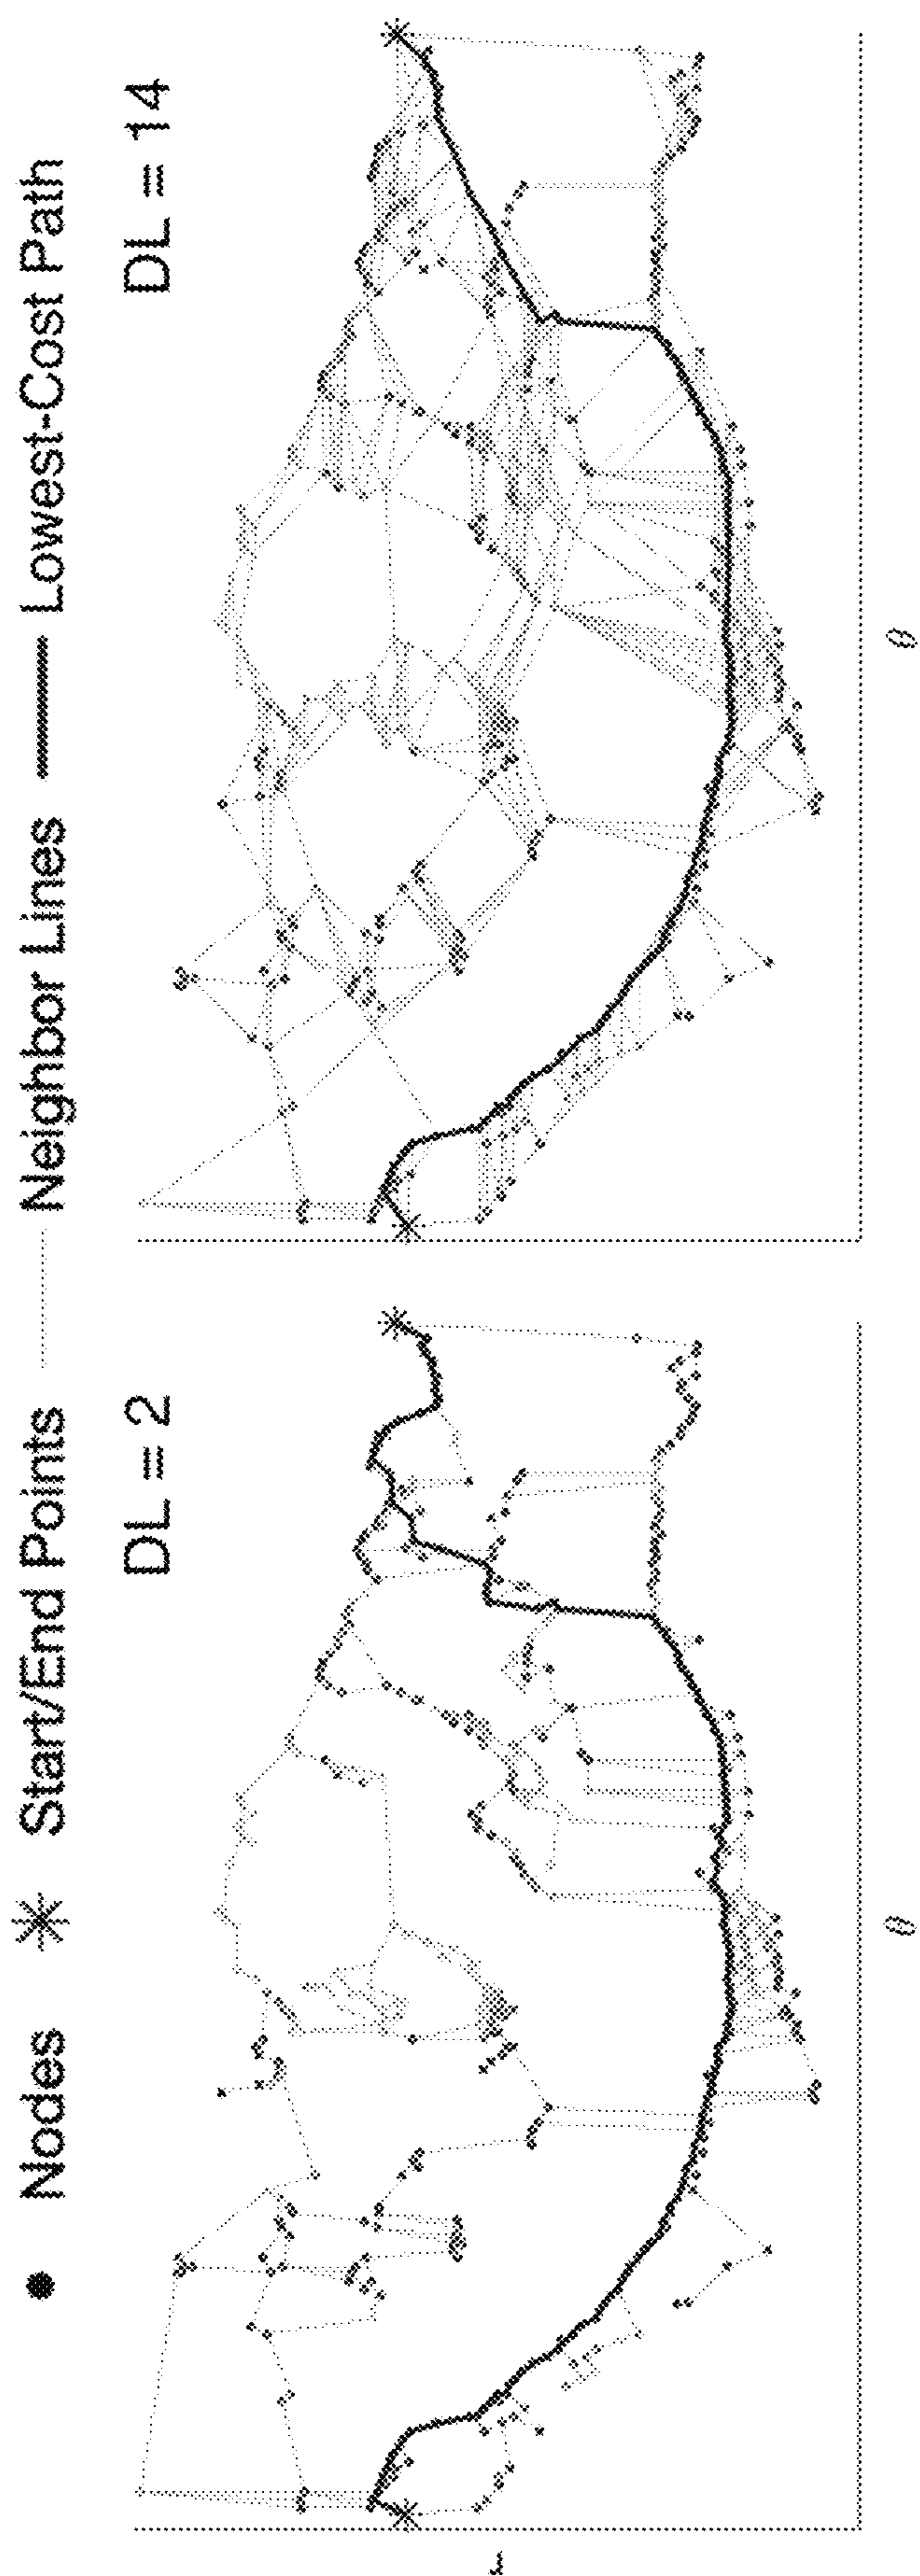 Nodes Start/End Points Neighbor Lines Lowest-Cost Path
DL = 2
DL = 14
r
θ
θ